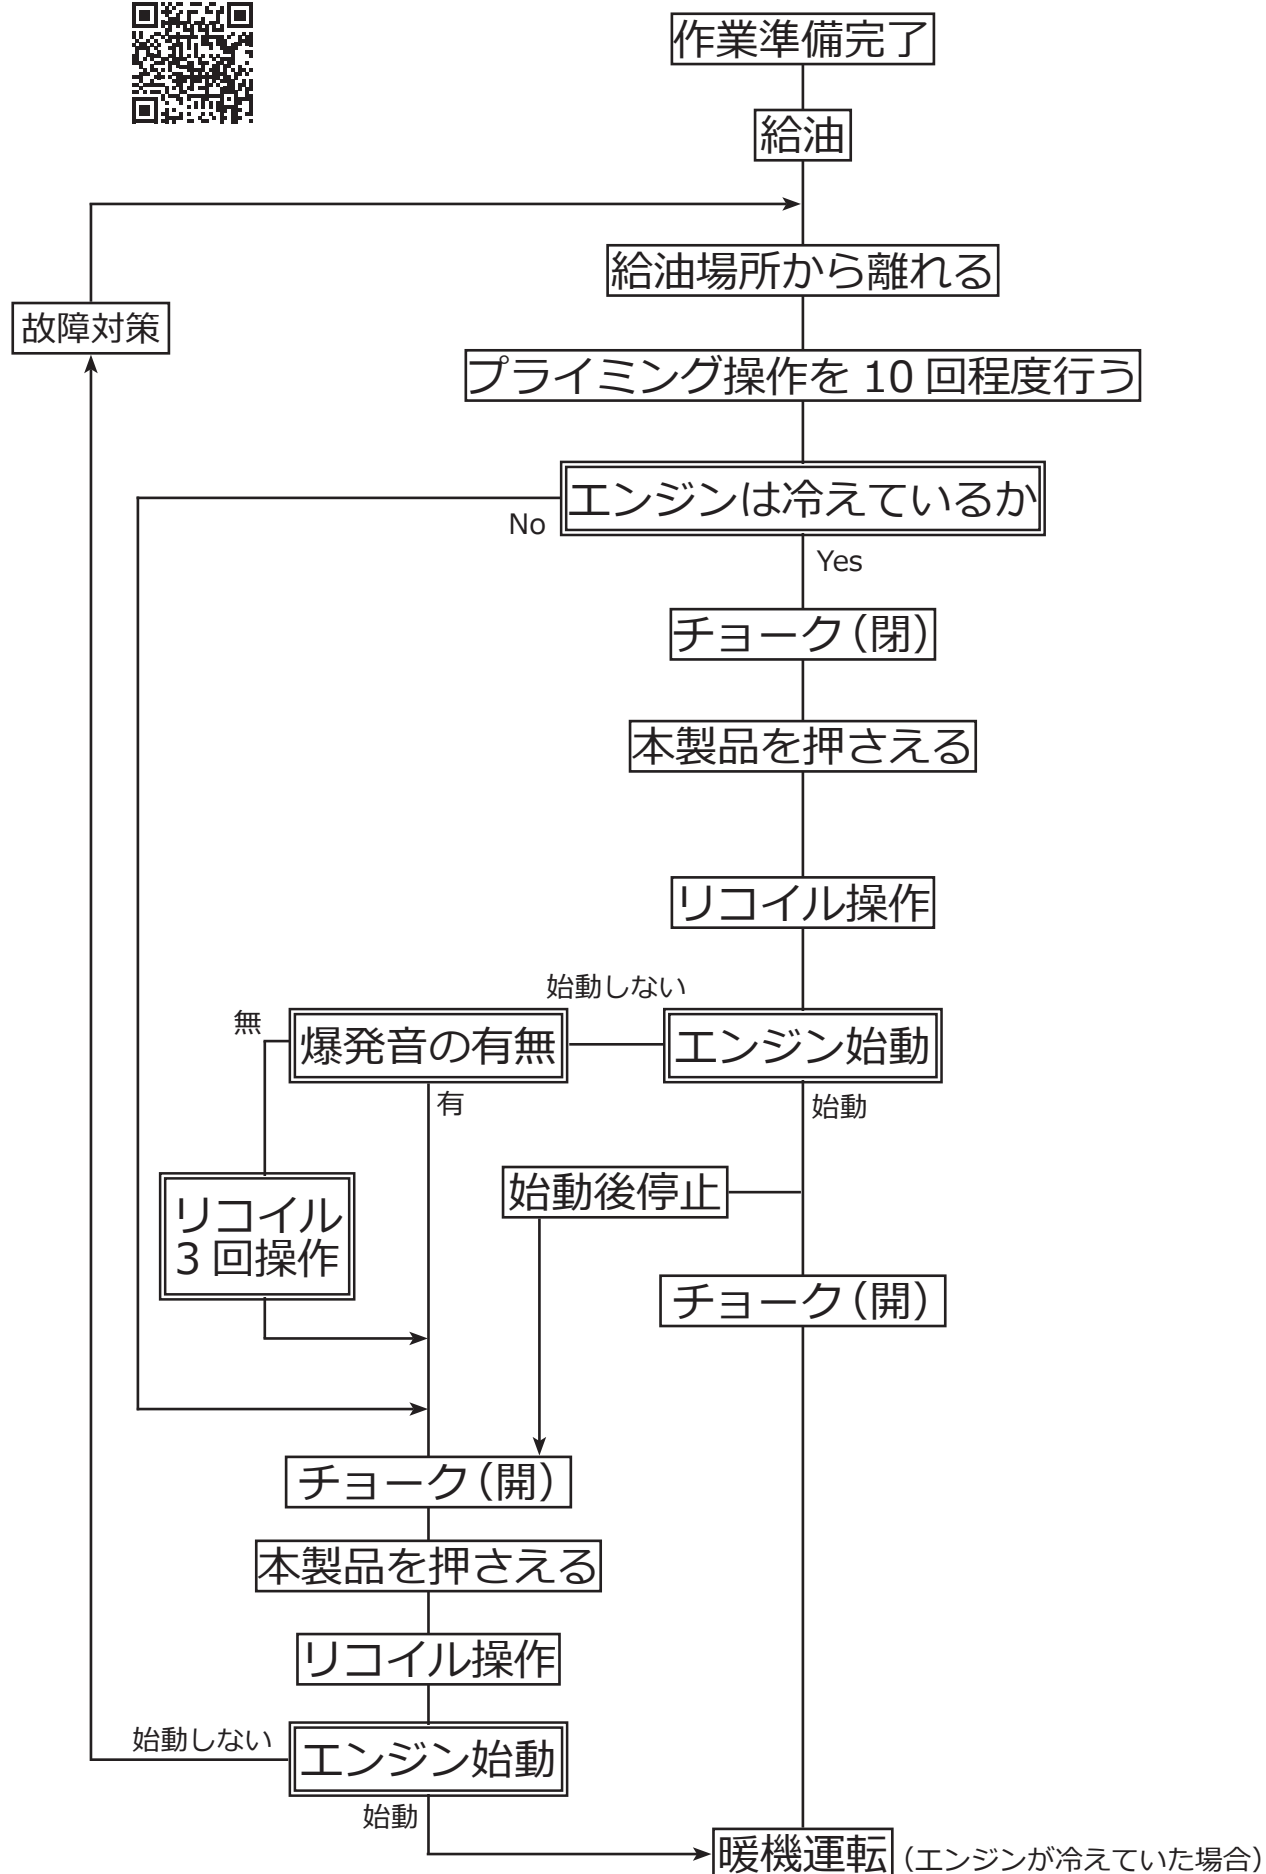 作業準備完了
給油
給油場所から離れる
故障対策
プライミング操作を 10 回程度行う
エンジンは冷えているか
No
Yes
チョーク（閉）
本製品を押さえる
リコイル操作
始動しない
無
爆発音の有無
エンジン始動
有
始動
始動後停止
リコイル
3 回操作
チョーク（開）
チョーク（開）
本製品を押さえる
リコイル操作
始動しない
エンジン始動
始動
暖機運転（エンジンが冷えていた場合）